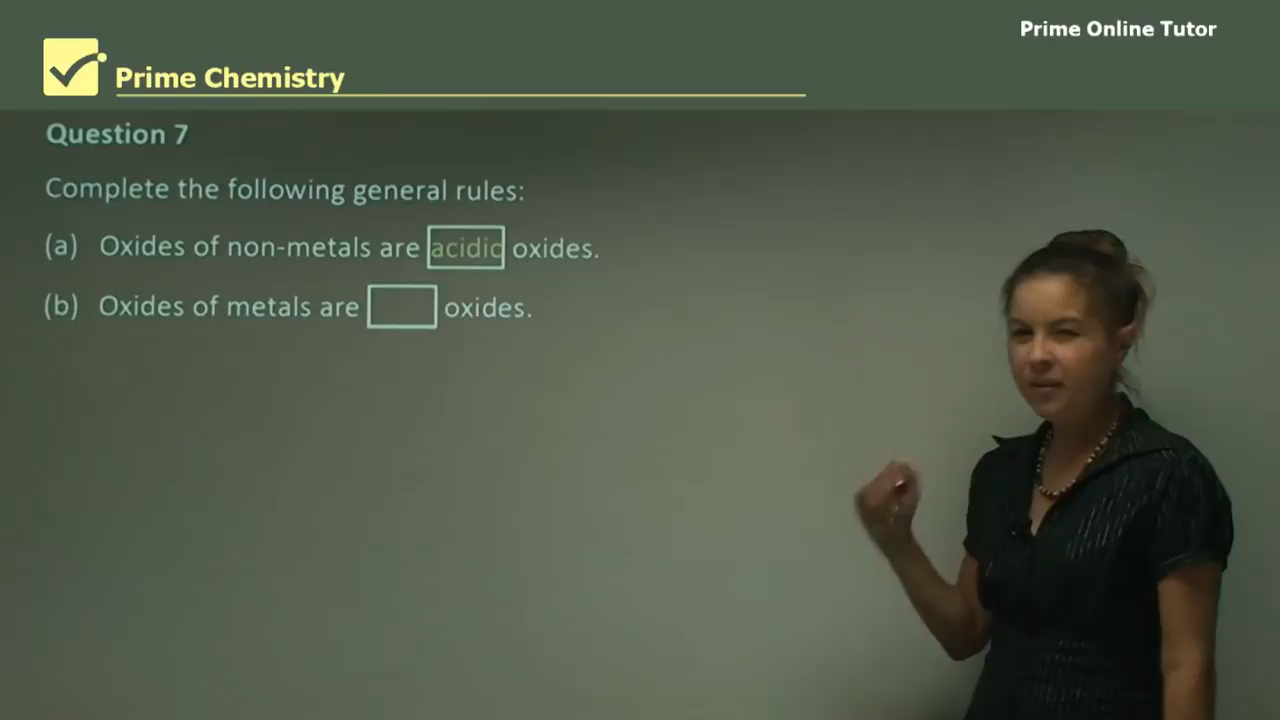 Prime Online Tutor
Prime Chemistry
Question 7
Complete the following general rules:
(a) Oxides of non-metals are acidic oxides.
(b) Oxides of metals are oxides.